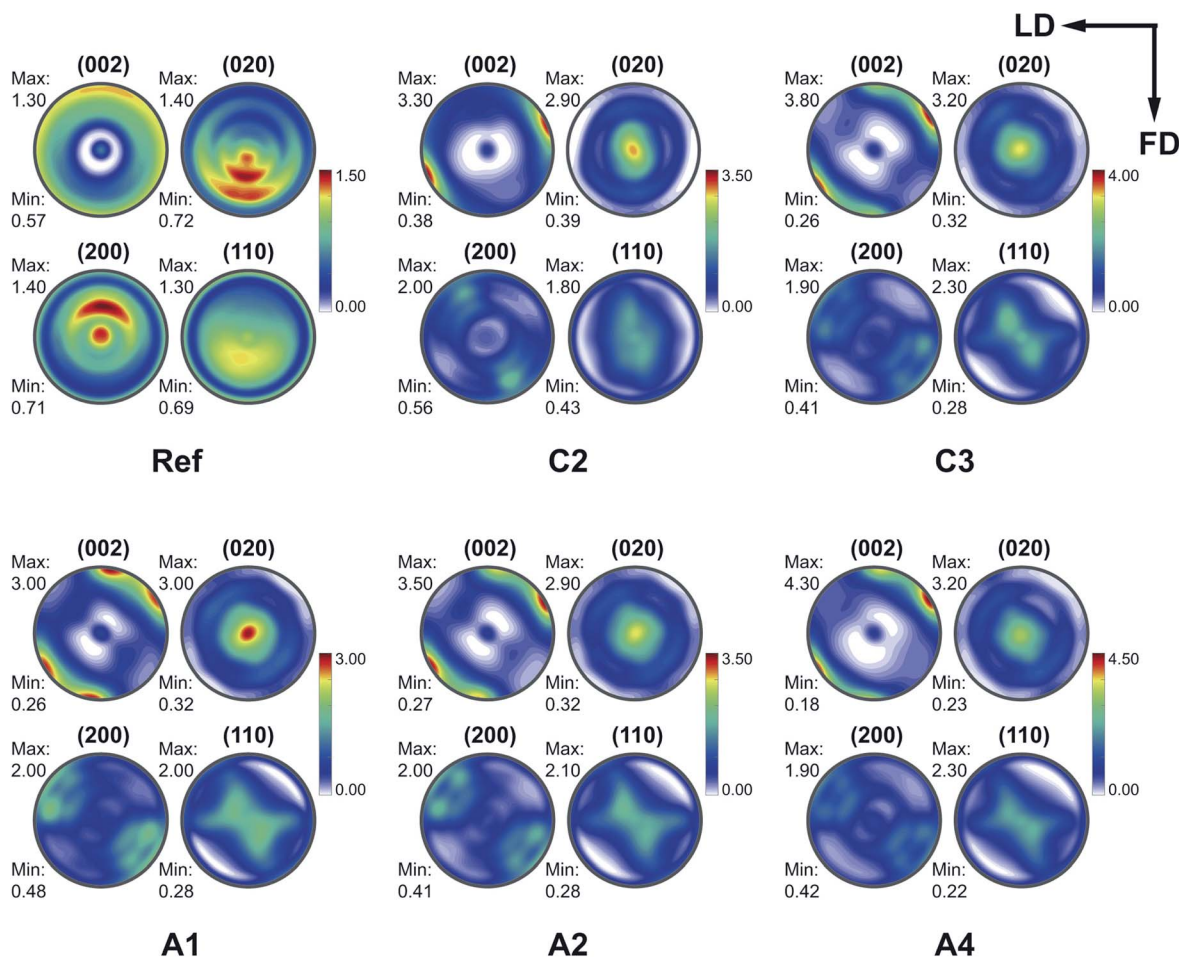 LD
FD
(002) (020)
Max: 1.30 Max: 1.40
Min: 0.57 Min: 0.72
1.50
0.00
(200) (110)
Max: 1.40 Max: 1.30
Min: 0.71 Min: 0.69
Ref
(002) (020)
Max: 3.30 Max: 2.90
Min: 0.38 Min: 0.39
3.50
0.00
(200) (110)
Max: 2.00 Max: 1.80
Min: 0.56 Min: 0.43
C2
(002) (020)
Max: 3.80 Max: 3.20
Min: 0.26 Min: 0.32
4.00
0.00
(200) (110)
Max: 1.90 Max: 2.30
Min: 0.41 Min: 0.28
C3
(002) (020)
Max: 3.00 Max: 3.00
Min: 0.26 Min: 0.32
3.00
0.00
(200) (110)
Max: 2.00 Max: 2.00
Min: 0.48 Min: 0.28
A1
(002) (020)
Max: 3.50 Max: 2.90
Min: 0.27 Min: 0.32
3.50
0.00
(200) (110)
Max: 2.00 Max: 2.10
Min: 0.41 Min: 0.28
A2
(002) (020)
Max: 4.30 Max: 3.20
Min: 0.18 Min: 0.23
4.50
0.00
(200) (110)
Max: 1.90 Max: 2.30
Min: 0.42 Min: 0.22
A4